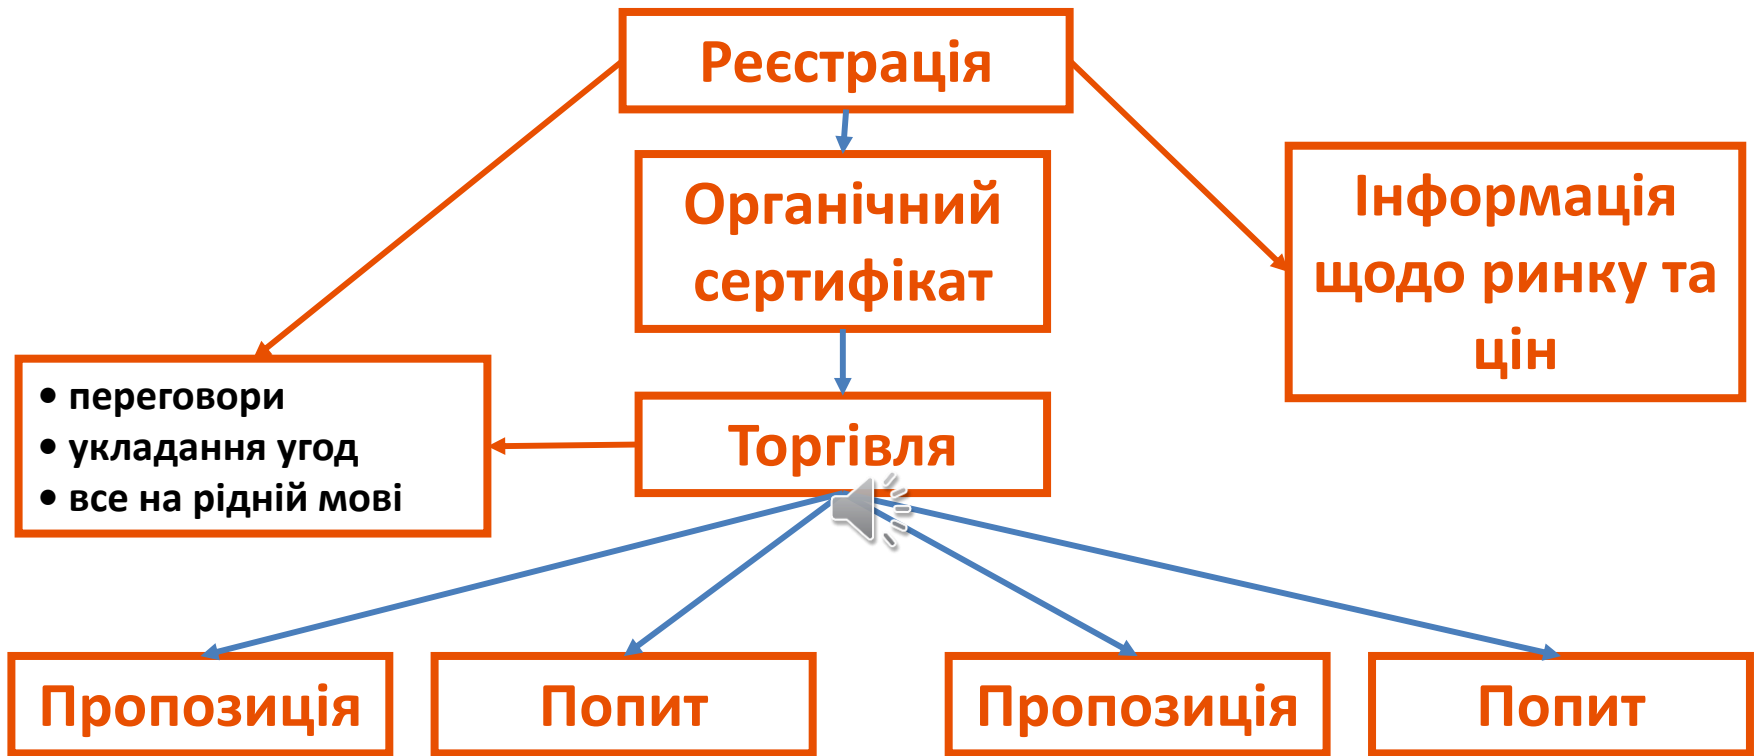 Реєстрація
Органічний
сертифікат
Інформація
щодо ринку та
цін
• переговори
• укладання угод
• все на рідній мові
Торгівля
Пропозиція
Попит
Пропозиція
Попит